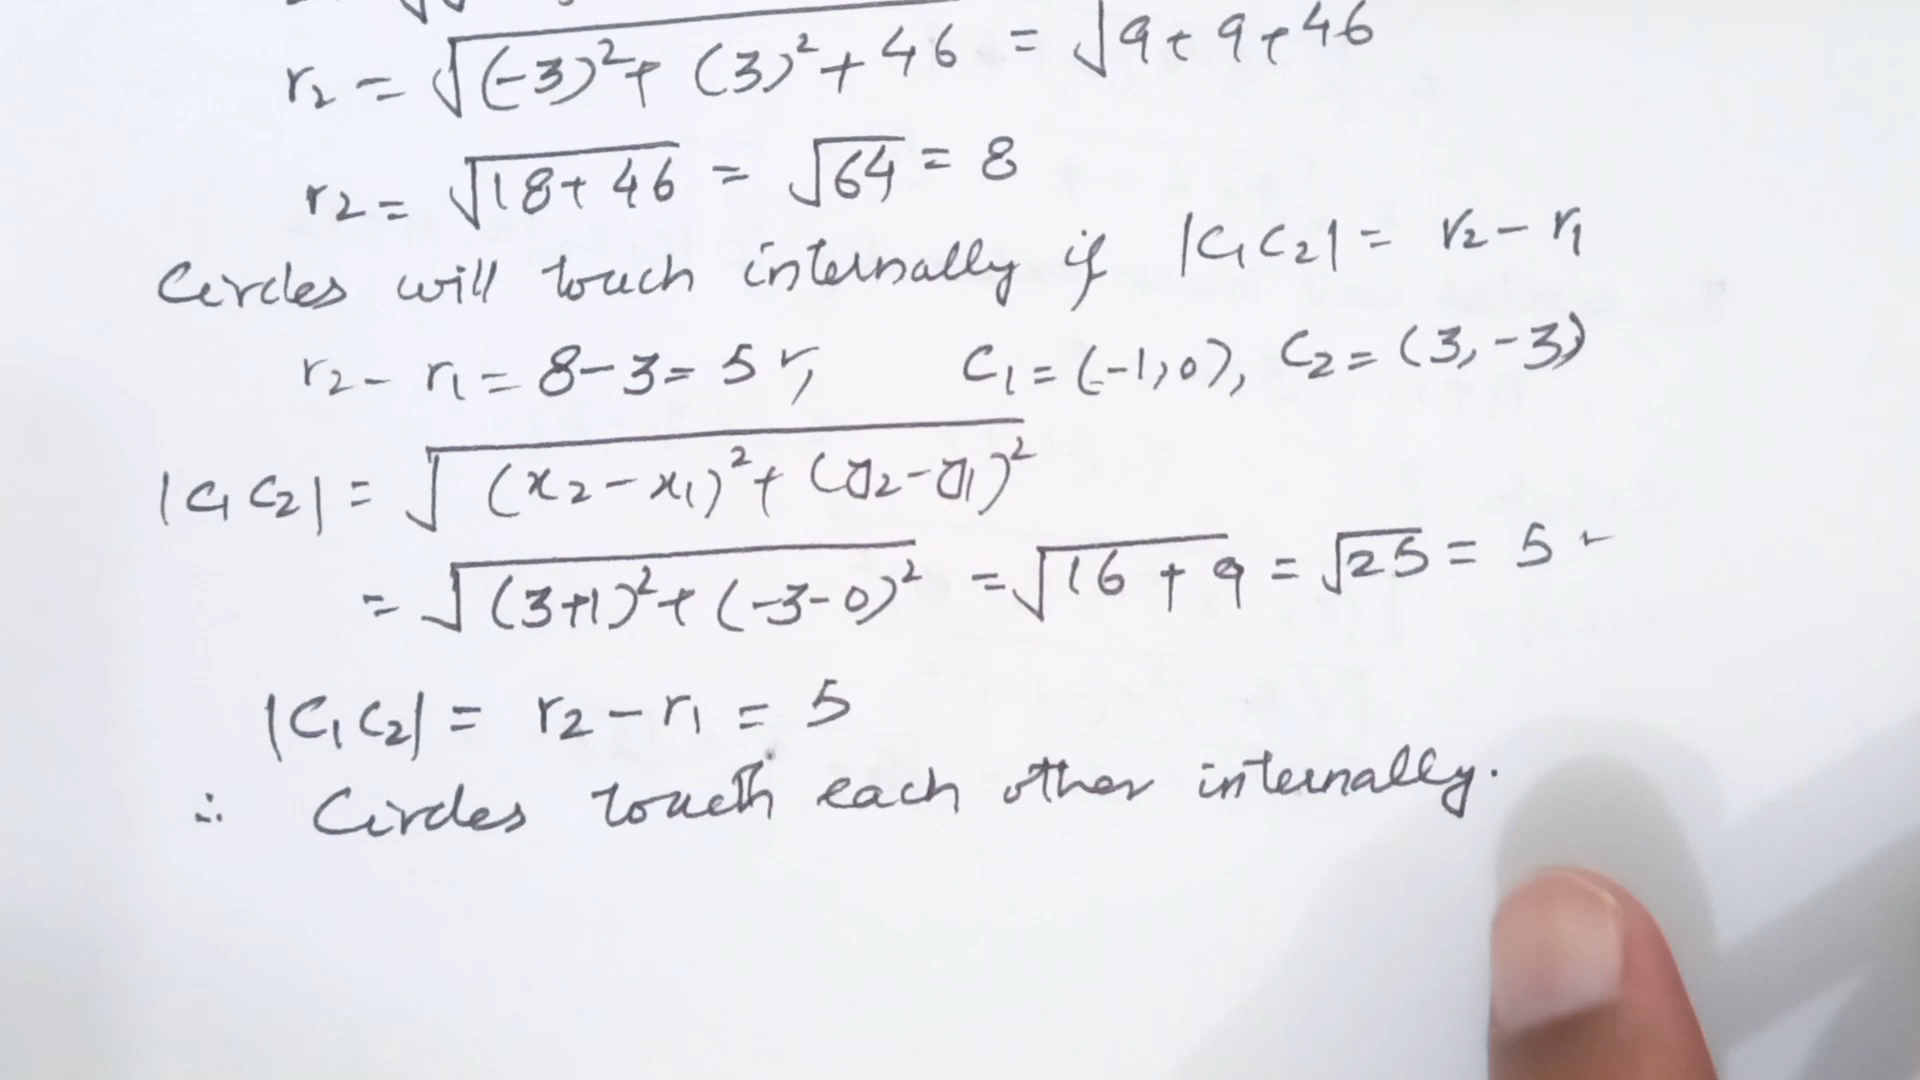 r₂ = √(-3)² + (3)² + 46 = √9 + 9 + 46
r₂ = √18 + 46 = √64 = 8
Circles will touch internally if |C₁C₂| = r₂ - r₁
r₂ - r₁ = 8 - 3 = 5 , C₁ = (-1, 0), C₂ = (3, -3)
|C₁C₂| = √(x₂ - x₁)² + (y₂ - y₁)²
= √(3+1)² + (-3-0)² = √16 + 9 = √25 = 5
|C₁C₂| = r₂ - r₁ = 5
∴ Circles touch each other internally.